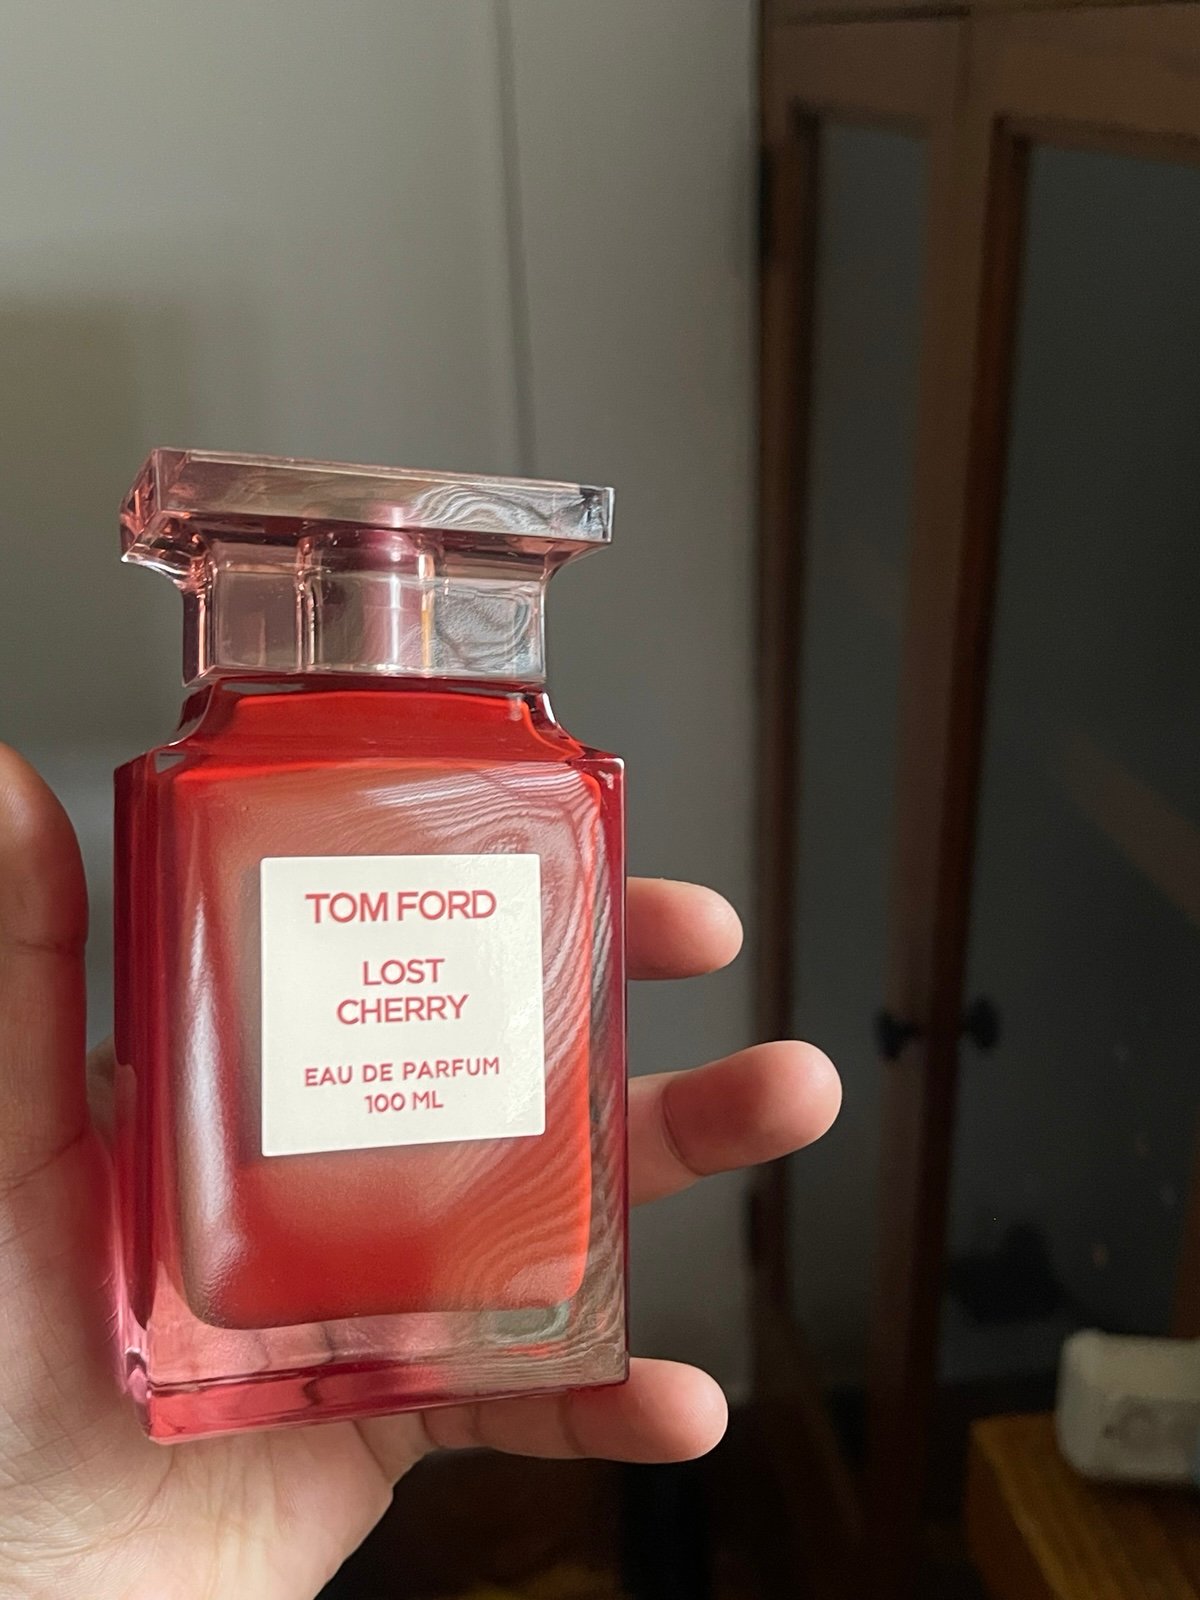 TOM FORD
LOST
CHERRY
EAU DE PARFUM
100 ML